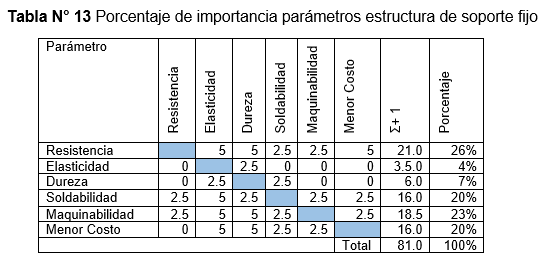 Tabla N° 13 Porcentaje de importancia parámetros estructura de soporte fijo
Parámetro Resistencia Elasticidad Dureza Soldabilidad Maquinabilidad Menor Costo Σ+ 1 Porcentaje
Resistencia 5 5 2.5 2.5 5 21.0 26%
Elasticidad 0 2.5 0 0 0 3.5.0 4%
Dureza 0 2.5 2.5 0 0 6.0 7%
Soldabilidad 2.5 5 2.5 2.5 2.5 16.0 20%
Maquinabilidad 2.5 5 5 2.5 2.5 18.5 23%
Menor Costo 0 5 5 2.5 2.5 16.0 20%
Total 81.0 100%